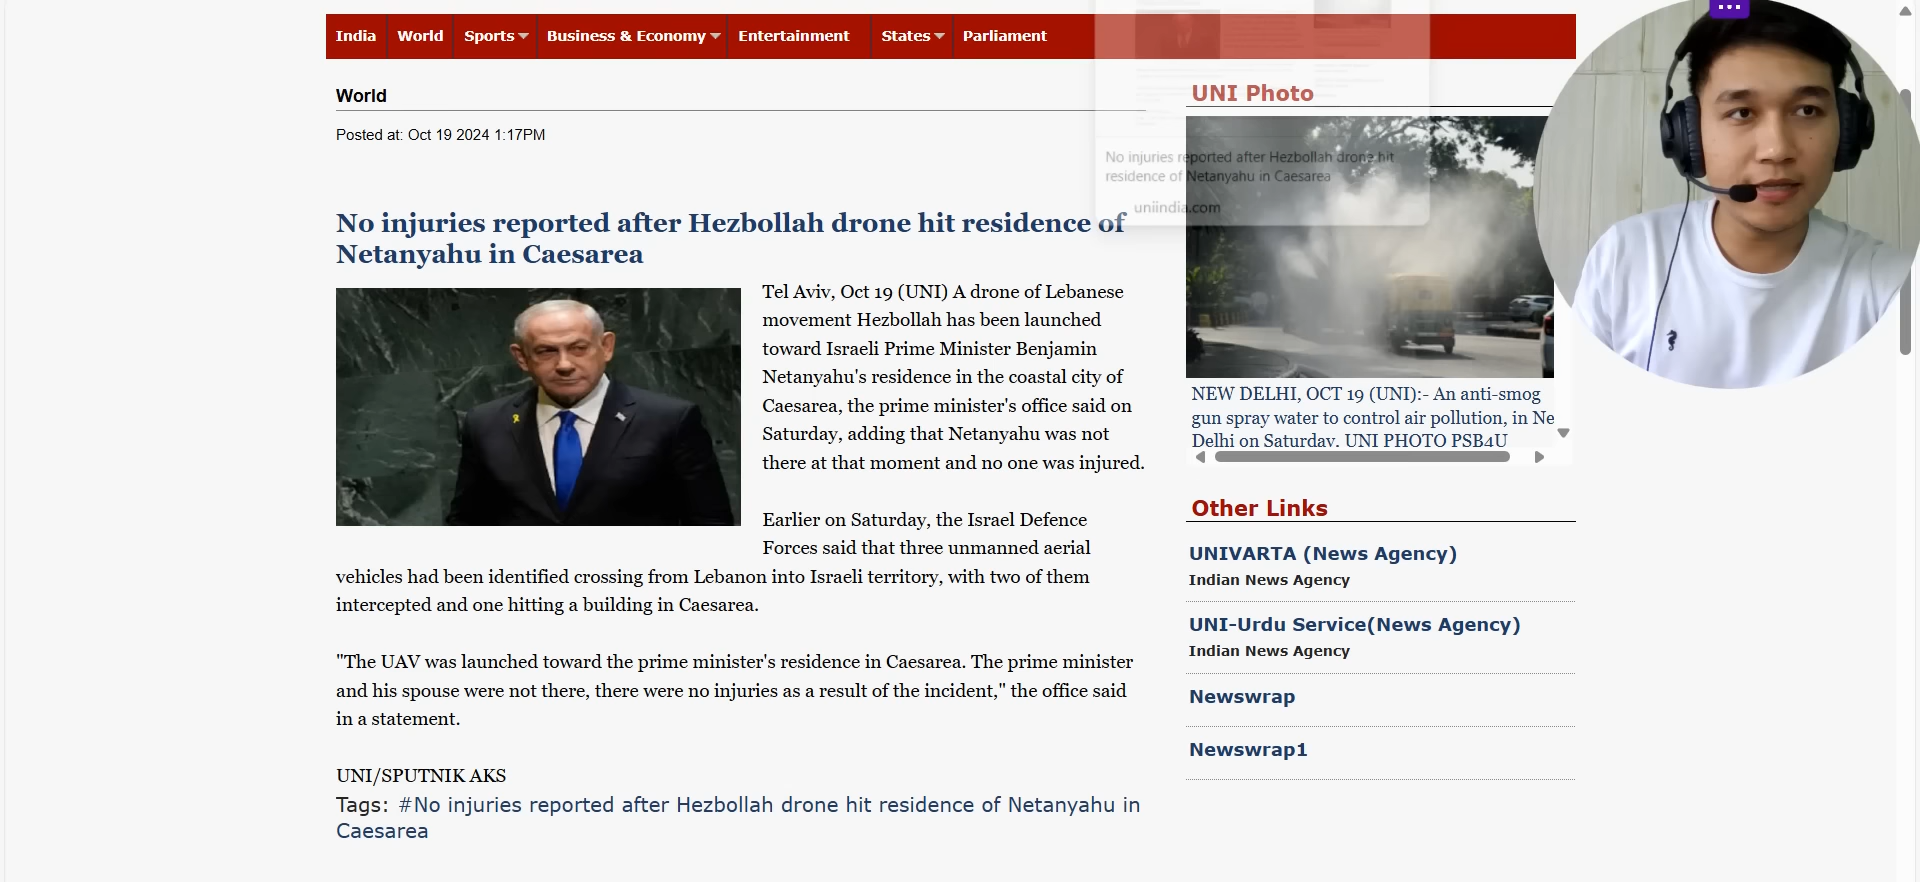 India World Sports Business & Economy Entertainment States Parliament
World
Posted at: Oct 19 2024 1:17PM
No injuries reported after Hezbollah drone hit residence of
Netanyahu in Caesarea
Tel Aviv, Oct 19 (UNI) A drone of Lebanese
movement Hezbollah has been launched
toward Israeli Prime Minister Benjamin
Netanyahu's residence in the coastal city of
Caesarea, the prime minister's office said on
Saturday, adding that Netanyahu was not
there at that moment and no one was injured.
Earlier on Saturday, the Israel Defence
Forces said that three unmanned aerial
vehicles had been identified crossing from Lebanon into Israeli territory, with two of them
intercepted and one hitting a building in Caesarea.
"The UAV was launched toward the prime minister's residence in Caesarea. The prime minister
and his spouse were not there, there were no injuries as a result of the incident," the office said
in a statement.
UNI/SPUTNIK AKS
Tags: #No injuries reported after Hezbollah drone hit residence of Netanyahu in
Caesarea
UNI Photo
No injuries reported after Hezbollah drone hit
residence of Netanyahu in Caesarea
uniindia.com
NEW DELHI, OCT 19 (UNI):- An anti-smog
gun spray water to control air pollution, in Ne
Delhi on Saturday. UNI PHOTO PSB4U
Other Links
UNIVARTA (News Agency)
Indian News Agency
UNI-Urdu Service(News Agency)
Indian News Agency
Newswrap
Newswrap1